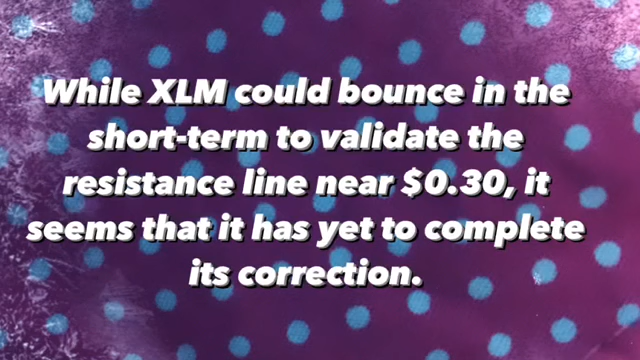 While XLM could bounce in the
short-term to validate the
resistance line near $0.30, it
seems that it has yet to complete
its correction.